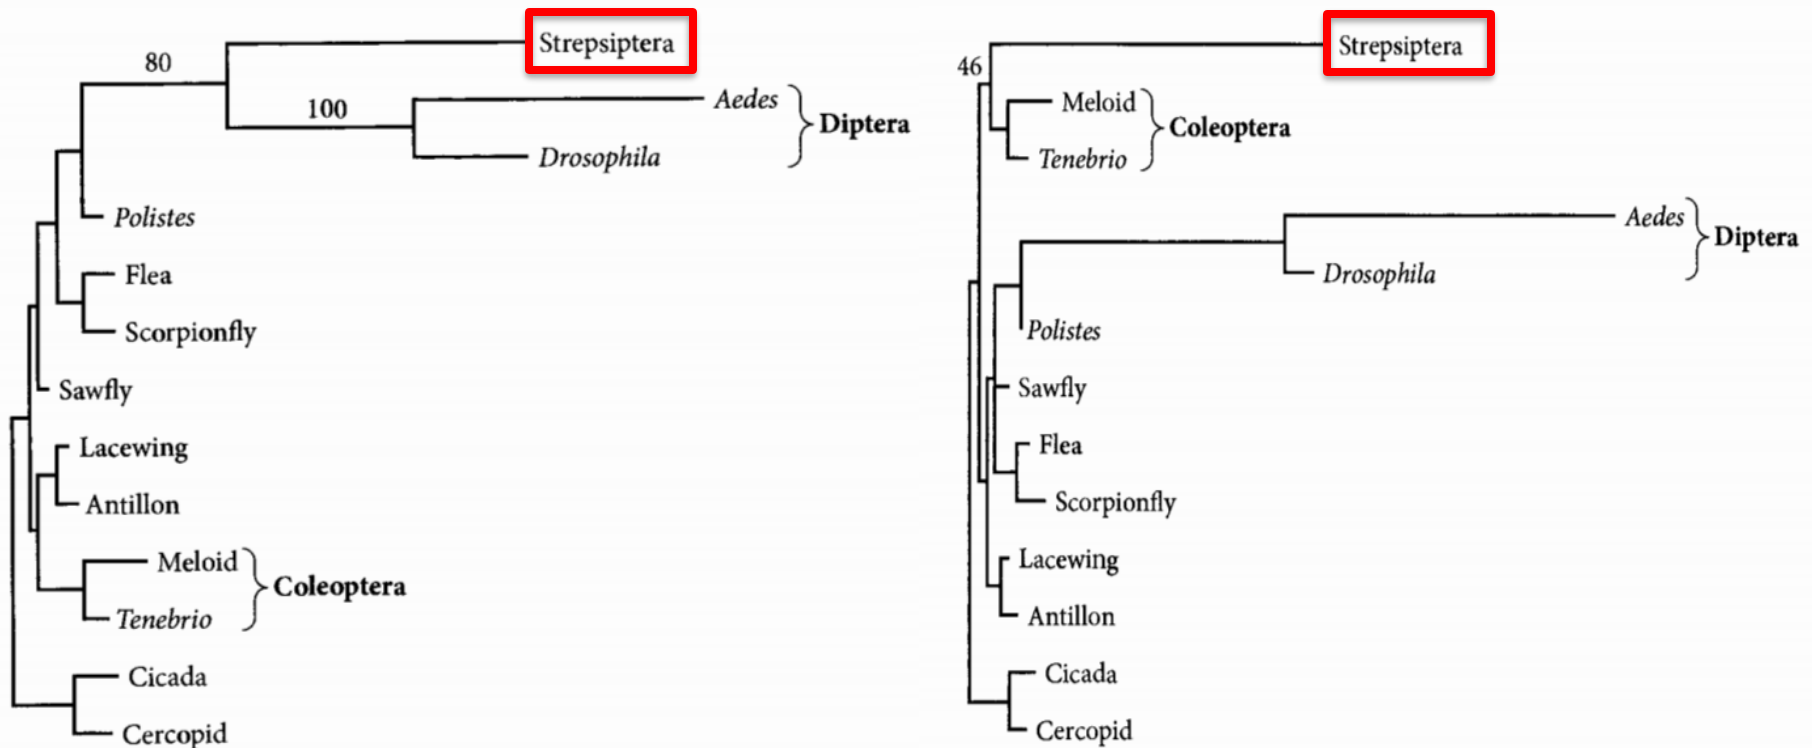 80
Strepsiptera
100
Aedes
Diptera
Drosophila
Polistes
Flea
Scorpionfly
Sawfly
Lacewing
Antillon
Meloid
Coleoptera
Tenebrio
Cicada
Cercopid
46
Strepsiptera
Meloid
Coleoptera
Tenebrio
Aedes
Diptera
Drosophila
Polistes
Sawfly
Flea
Scorpionfly
Lacewing
Antillon
Cicada
Cercopid